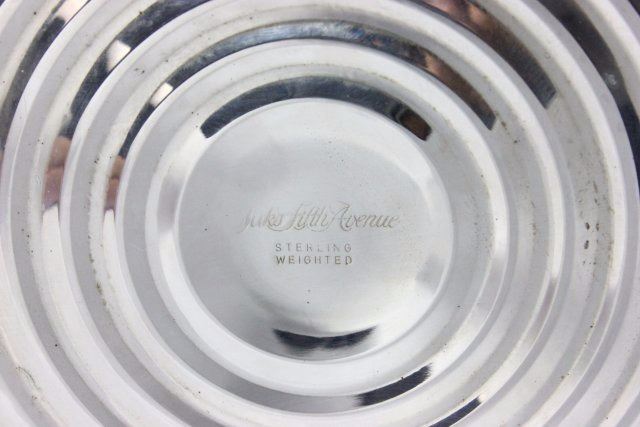 Saks Fifth Avenue
STERLING
WEIGHTED